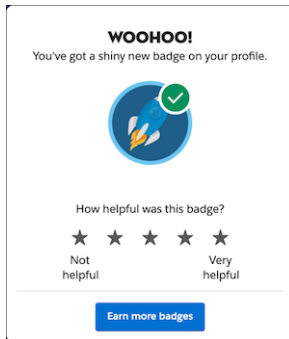 WOOHOO!
You've got a shiny new badge on your profile.
How helpful was this badge?
Not
helpful
Very
helpful
Earn more badges